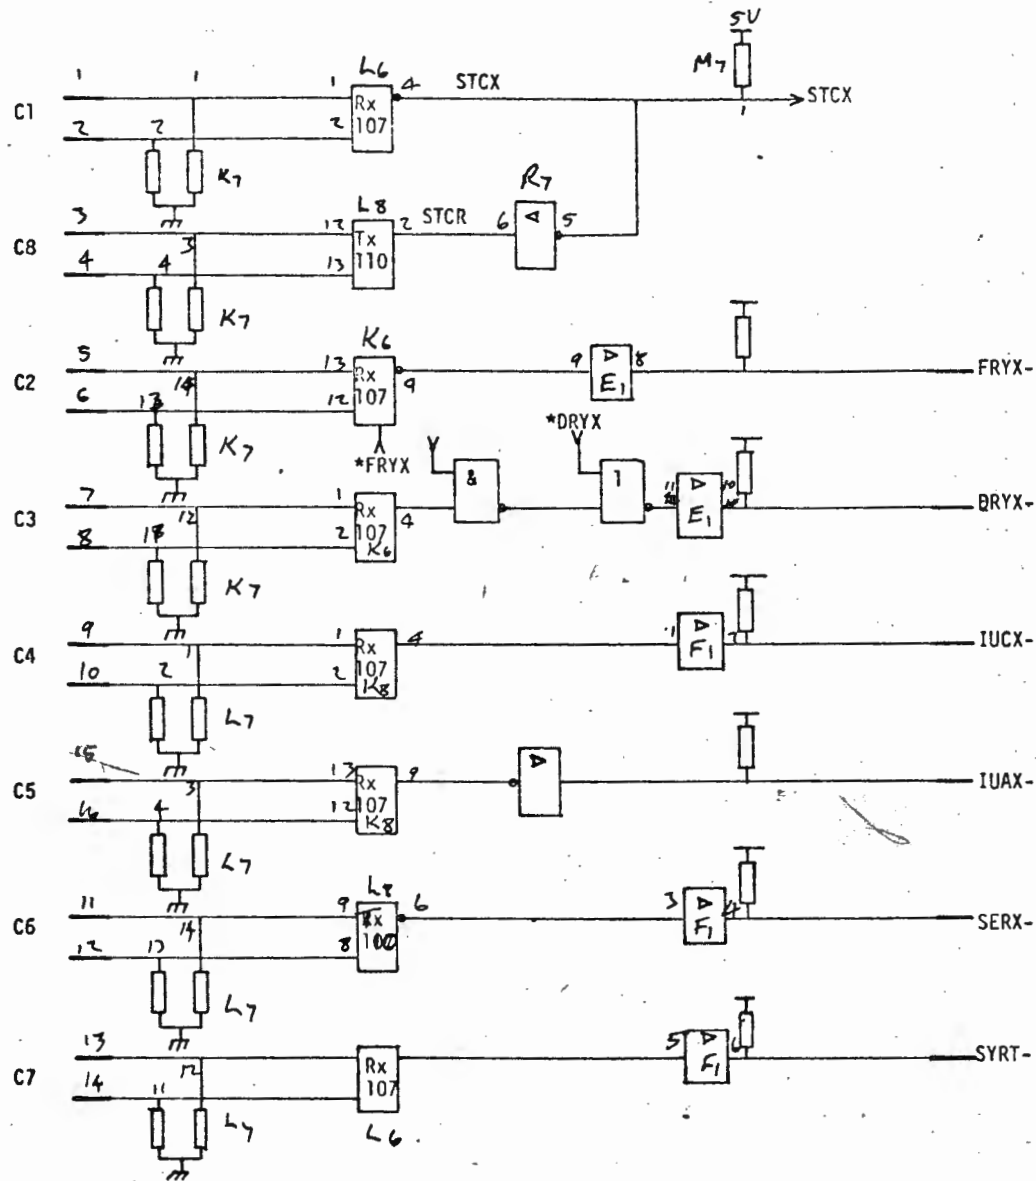 5V
M7
1 1 1 L6 4 STCX STCX
Rx
107
C1
2 2 2 1
K7
R7
3 L8
12 2 STCR 6 5
Tx
110
C8
3
4 4 13
K7
K6
5 13 9 8 FRYX-
Rx
107
9
E1
C2
14
6 13 12
K7
*FRYX
*DRYX
&
1
7 1 11 10 DRYX-
Rx
107
K6
4
E1
C3
12
8 2
K7
9 1 4 1 IUCX-
Rx
107
K8
F1
C4
1
10 2 2
L7
13 9 IUAX-
Rx
107
K8
C5
3
16 4 12
L7
L8
11 9 6 3 4 SERX-
F1
C6
14
12 13 8
L7
13 5 6 SYRT-
Rx
107
F1
C7
12
14 11
L6
L7